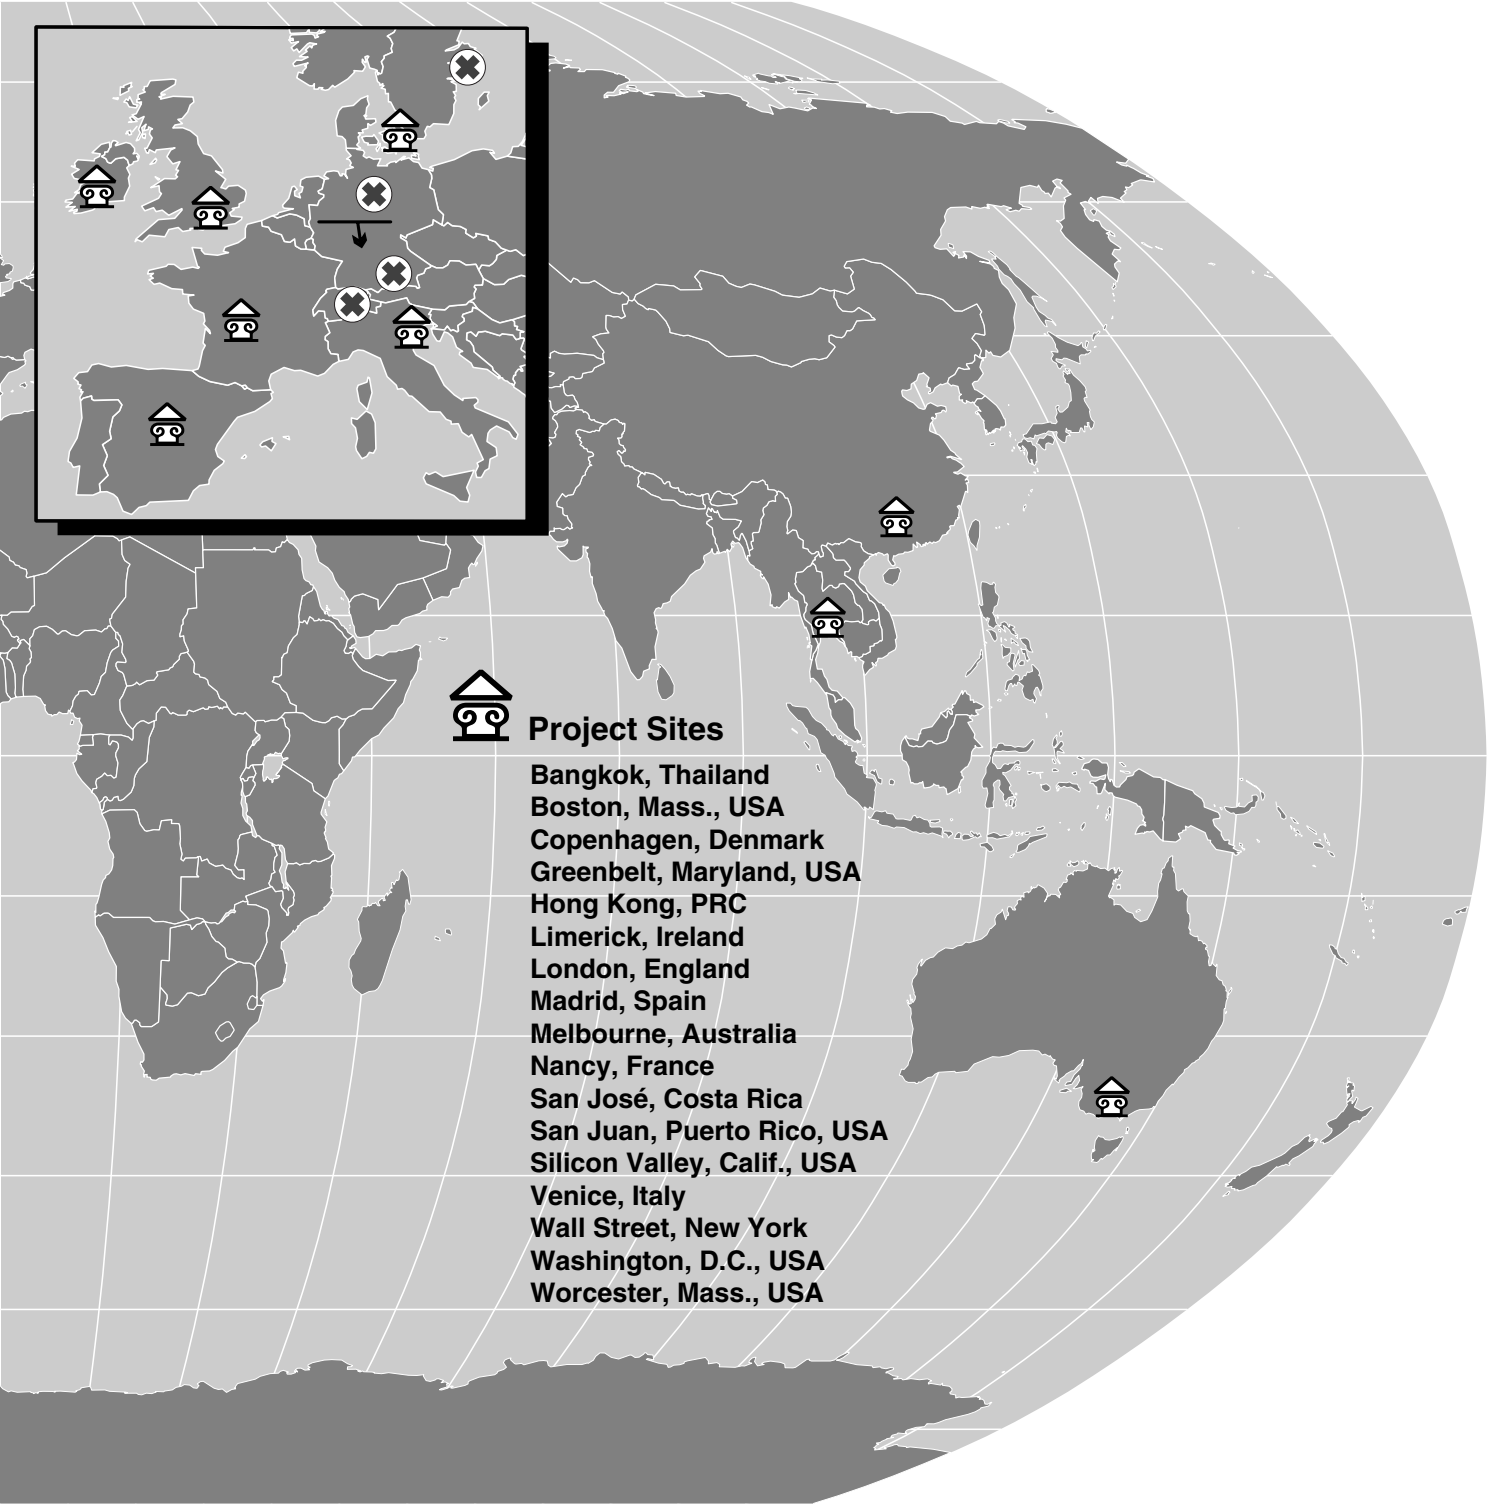 Project Sites
Bangkok, Thailand
Boston, Mass., USA
Copenhagen, Denmark
Greenbelt, Maryland, USA
Hong Kong, PRC
Limerick, Ireland
London, England
Madrid, Spain
Melbourne, Australia
Nancy, France
San José, Costa Rica
San Juan, Puerto Rico, USA
Silicon Valley, Calif., USA
Venice, Italy
Wall Street, New York
Washington, D.C., USA
Worcester, Mass., USA